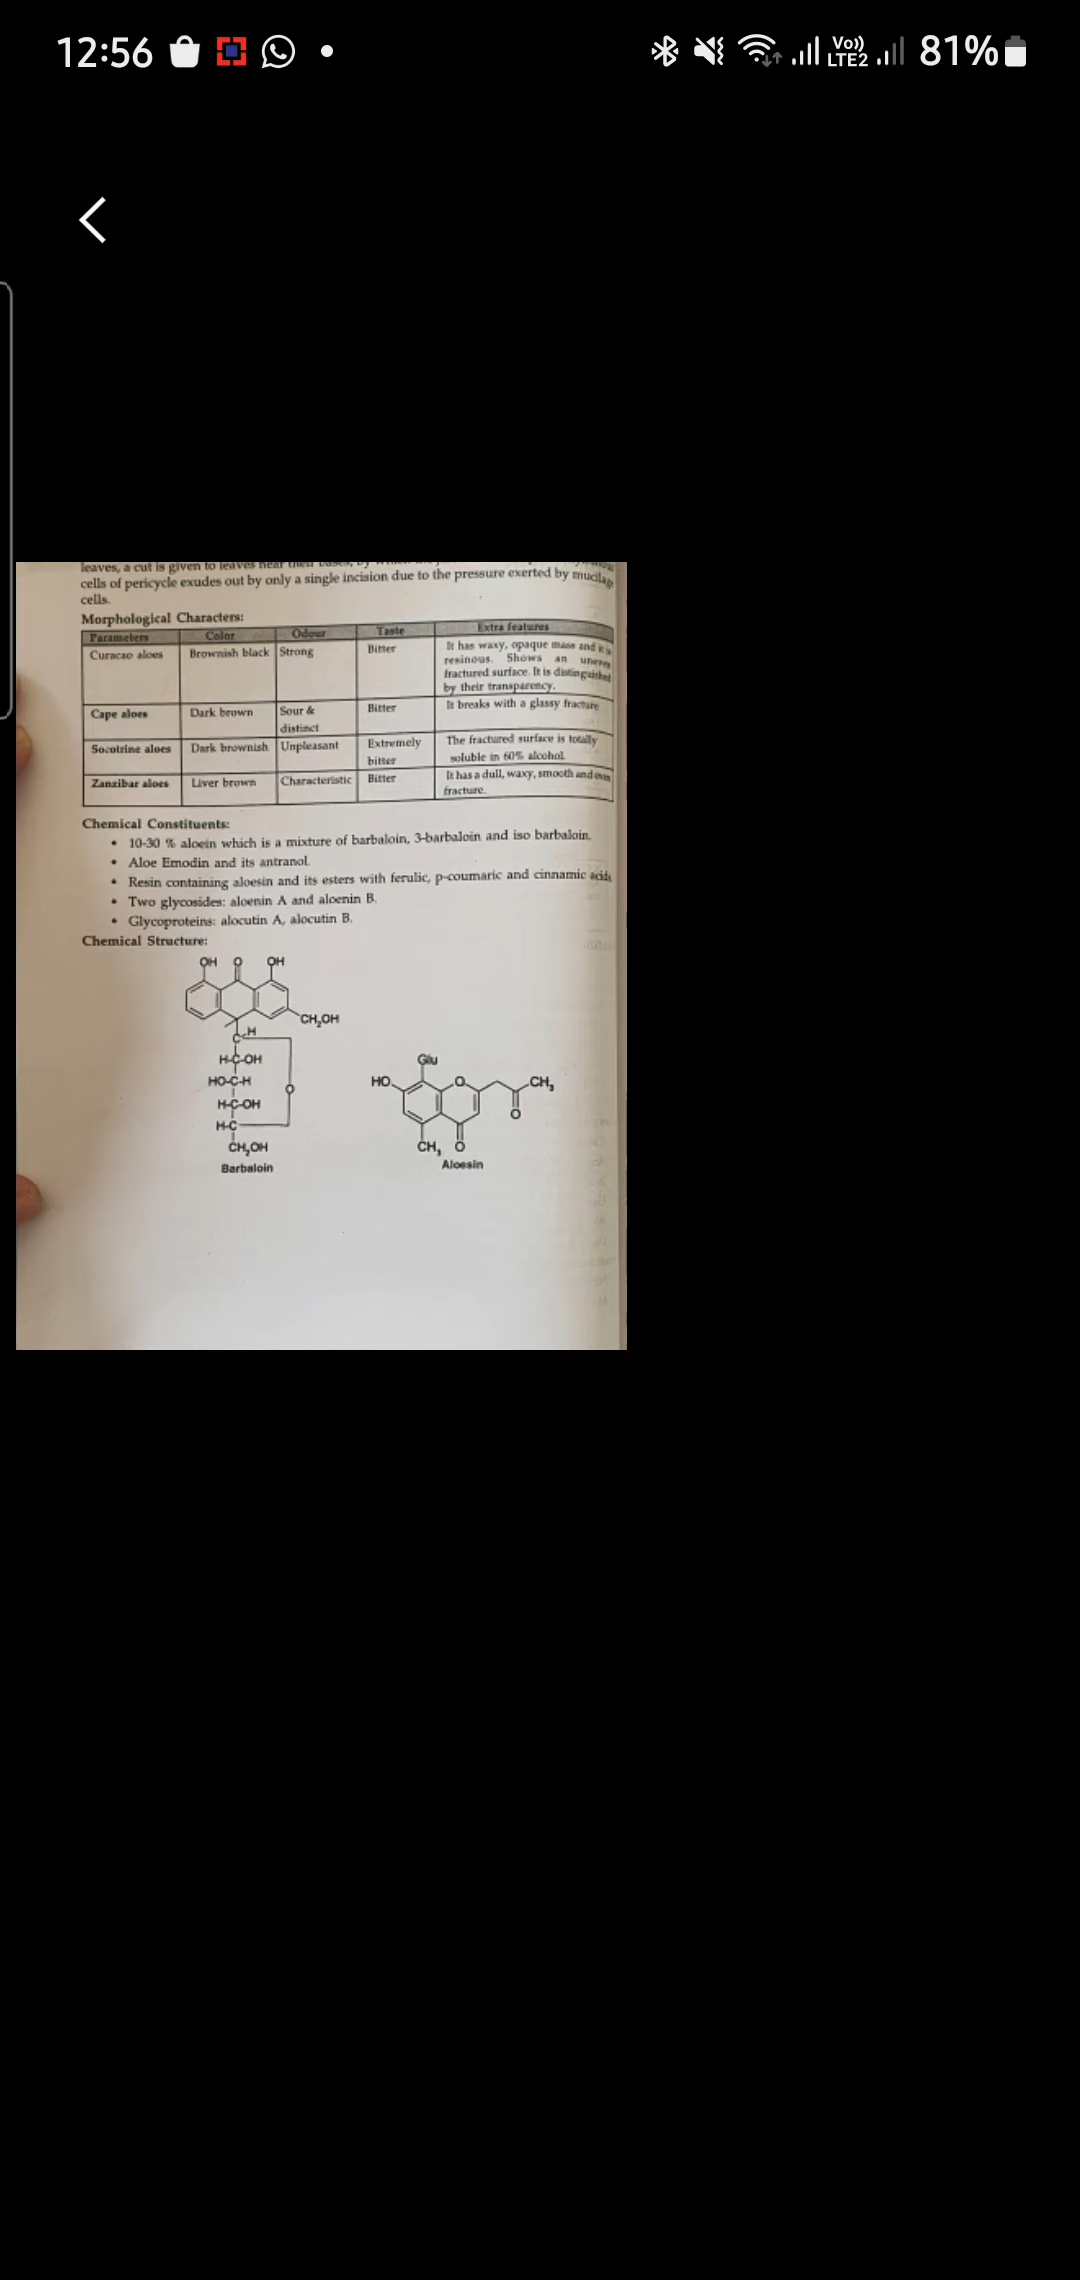 12:56
Vo)) LTE2 81%
leaves, a cut is given to leaves near their bases, by
cells of pericycle exudes out by only a single incision due to the pressure exerted by mucilage
cells.
Morphological Characters:
Parameters Color Odour Taste Extra features
Curacao aloes Brownish black Strong Bitter It has waxy, opaque mass and it is
resinous. Shows an uneven
fractured surface. It is distinguished
by their transparency.
Cape aloes Dark brown Sour & Bitter It breaks with a glassy fracture
distinct
Socotrine aloes Dark brownish Unpleasant Extremely The fractured surface is totally
bitter soluble in 60% alcohol.
Zanzibar aloes Liver brown Characteristic Bitter It has a dull, waxy, smooth and even
fracture.
Chemical Constituents:
• 10-30 % aloein which is a mixture of barbaloin, 3-barbaloin and iso barbaloin.
• Aloe Emodin and its antranol.
• Resin containing aloesin and its esters with ferulic, p-coumaric and cinnamic acids
• Two glycosides: aloenin A and aloenin B.
• Glycoproteins: alocutin A, alocutin B.
Chemical Structure:
OH O OH
CH₂OH
C-H
H-C-OH
HO-C-H
O
H-C-OH
H-C
CH₂OH
Barbaloin
Glu
HO O CH₃
O
CH₃ O
Aloesin